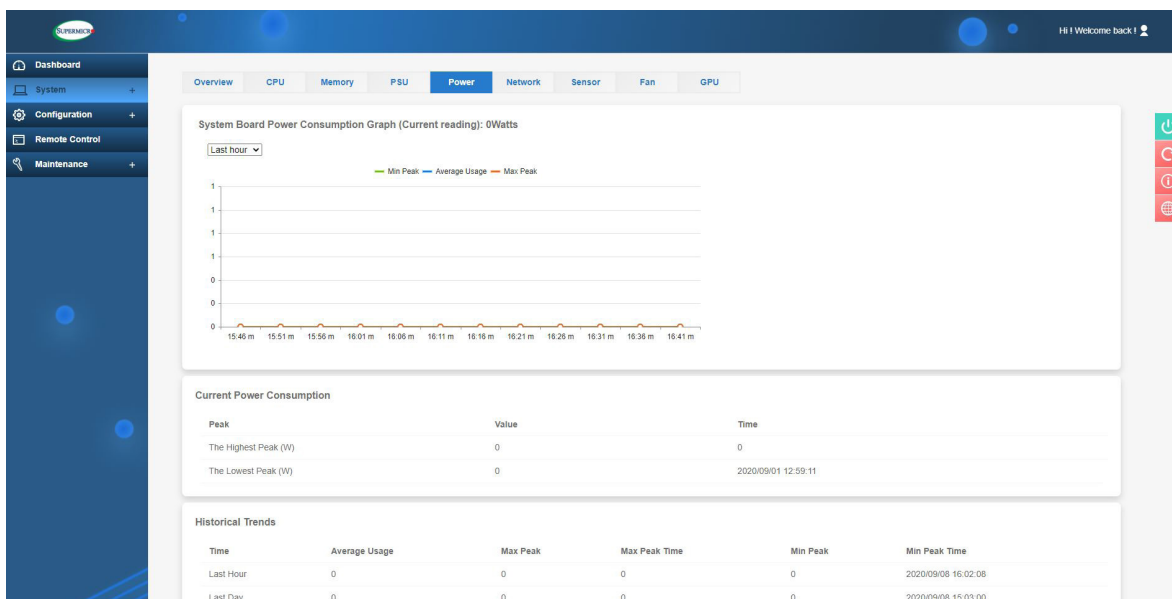 SUPERMICR
Hi ! Welcome back !
Dashboard
System +
Configuration +
Remote Control
Maintenance +
Overview CPU Memory PSU Power Network Sensor Fan GPU
System Board Power Consumption Graph (Current reading): 0Watts
Last hour
Min Peak Average Usage Max Peak
1
1
1
1
0
0
0
15:46 m 15:51 m 15:56 m 16:01 m 16:06 m 16:11 m 16:16 m 16:21 m 16:26 m 16:31 m 16:36 m 16:41 m
Current Power Consumption
Peak Value Time
The Highest Peak (W) 0 0
The Lowest Peak (W) 0 2020/09/01 12:59:11
Historical Trends
Time Average Usage Max Peak Max Peak Time Min Peak Min Peak Time
Last Hour 0 0 0 0 2020/09/08 16:02:08
Last Day 0 0 0 0 2020/09/08 15:03:00